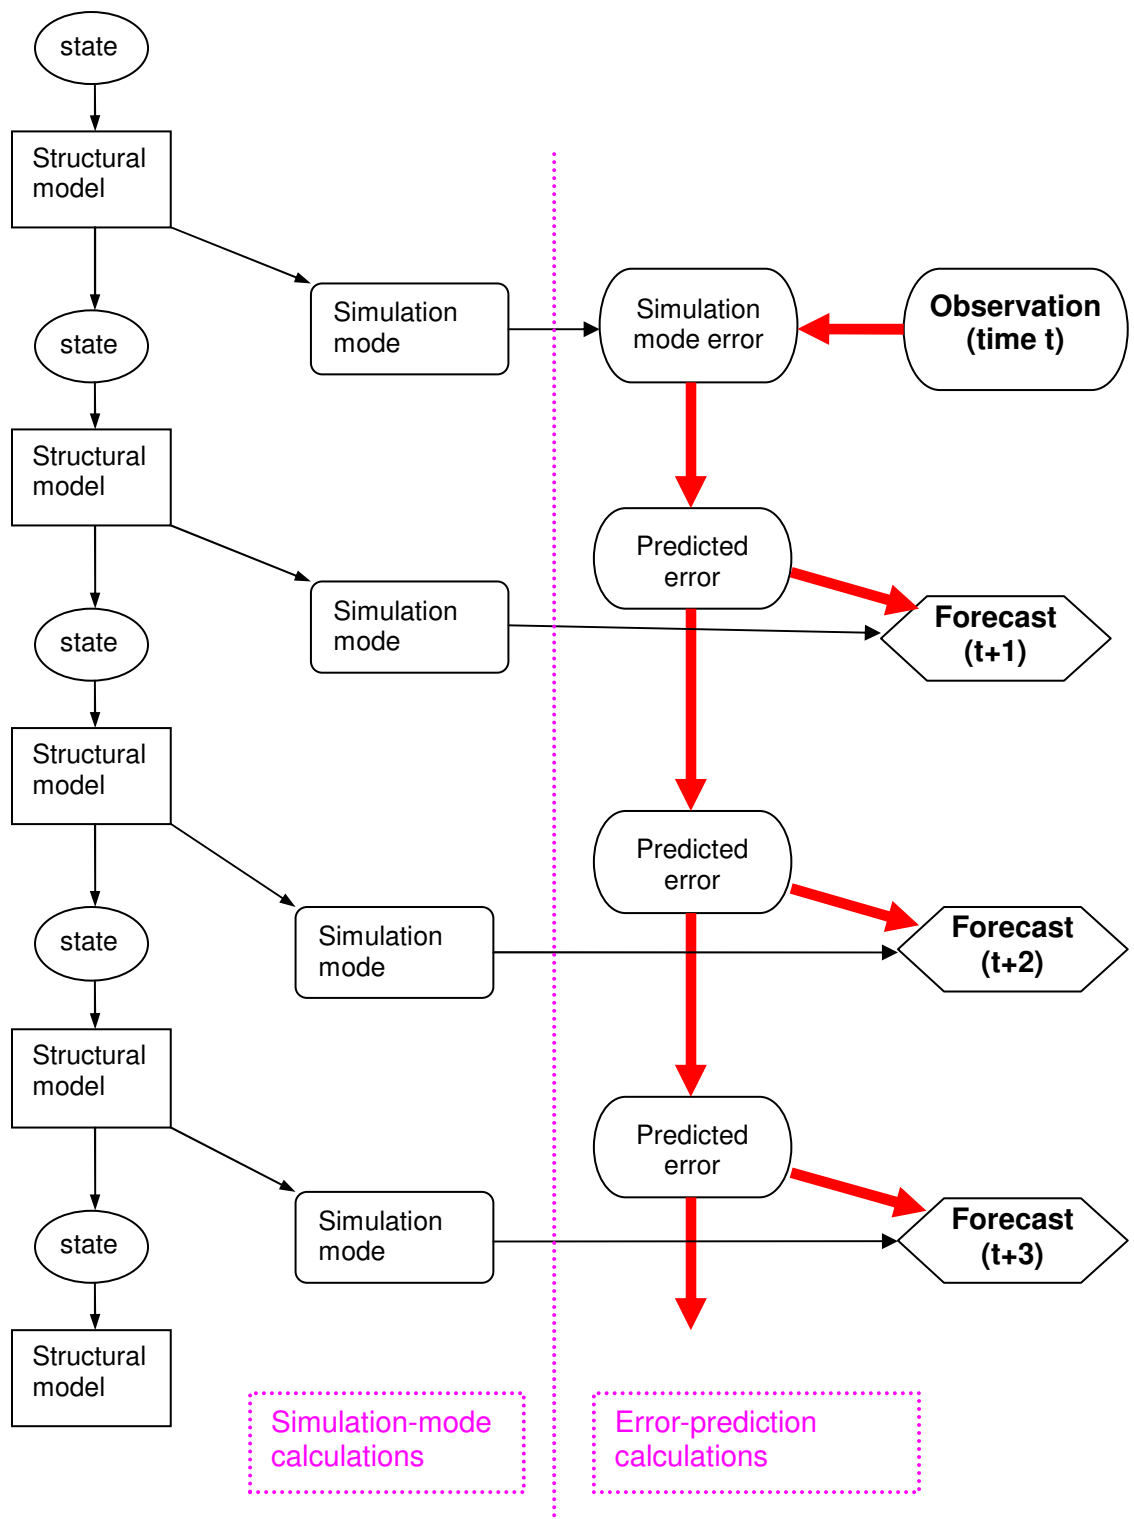 state
Structural
model
Simulation
mode
Simulation
mode error
Observation
(time t)
state
Structural
model
Simulation
mode
Predicted
error
Forecast
(t+1)
state
Structural
model
Simulation
mode
Predicted
error
Forecast
(t+2)
state
Structural
model
Simulation
mode
Predicted
error
Forecast
(t+3)
state
Structural
model
Simulation-mode
calculations
Error-prediction
calculations